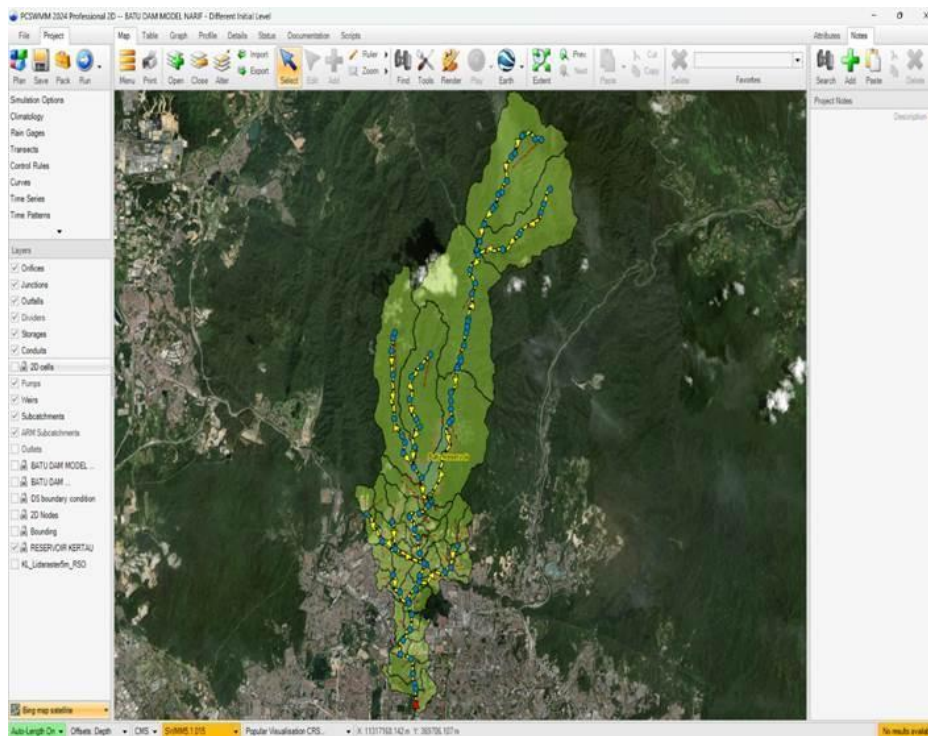 PCSWMM 2024 Professional 2D -- BATU DAM MODEL NARIF - Different Initial Level
File Project Map Table Graph Profile Details Status Documentation Scripts Attributes Notes
Import Ruler Prev Cut
Export Zoom Next Copy
Plan Save Pack Run Menu Print Open Close Alter Select Edit Add Find Tools Render Play Earth Extent Paste Delete Favorites Search Add Paste Delete
Simulation Options
Climatology
Rain Gages
Transects
Control Rules
Curves
Time Series
Time Patterns
Project Notes
Description
Layers
Orifices
Junctions
Outfalls
Dividers
Storages
Conduits
2D cells
Pumps
Weirs
Subcatchments
ARM Subcatchments
Outlets
BATU DAM MODEL ...
BATU DAM ...
DS boundary condition
2D Nodes
Bounding
RESERVOIR KERTAU
Bing map satellite
Auto-Length: On Offsets: Depth CMS SWMM5.1.015 Popular Visualisation CRS...